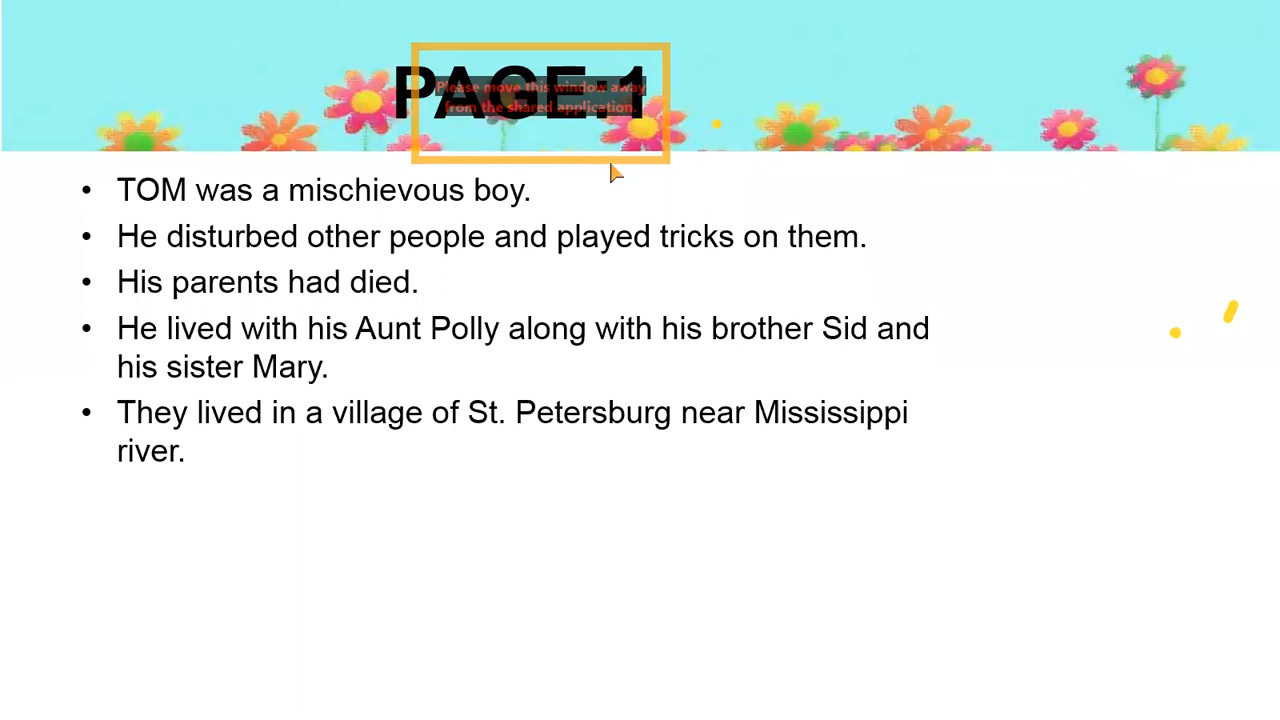 PAGE:1
Please move this window away
from the shared application.
• TOM was a mischievous boy.
• He disturbed other people and played tricks on them.
• His parents had died.
• He lived with his Aunt Polly along with his brother Sid and
his sister Mary.
• They lived in a village of St. Petersburg near Mississippi
river.